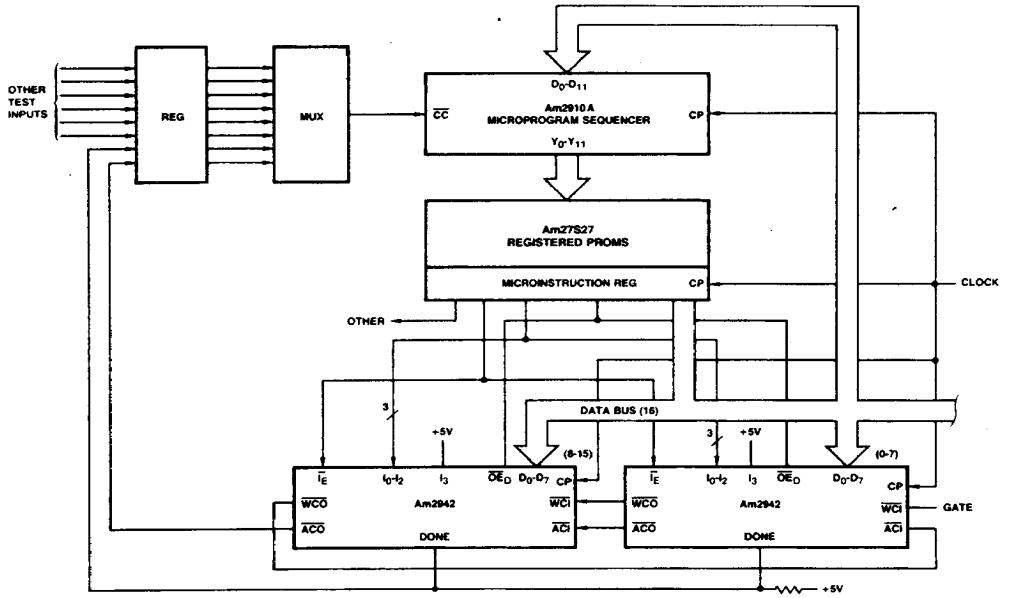 OTHER
TEST
INPUTS
REG
MUX
D0-D11
Am2910A
MICROPROGRAM SEQUENCER
CC
CP
Y0-Y11
Am27S27
REGISTERED PROMS
MICROINSTRUCTION REG
CP
CLOCK
OTHER
DATA BUS (16)
3
+5V
(8-15)
3
+5V
(0-7)
IE
I0-I2
I3
OED
D0-D7
CP
WCO
Am2942
WCI
ACO
ACI
DONE
IE
I0-I2
I3
OED
D0-D7
CP
WCO
Am2942
WCI
GATE
ACO
ACI
DONE
+5V